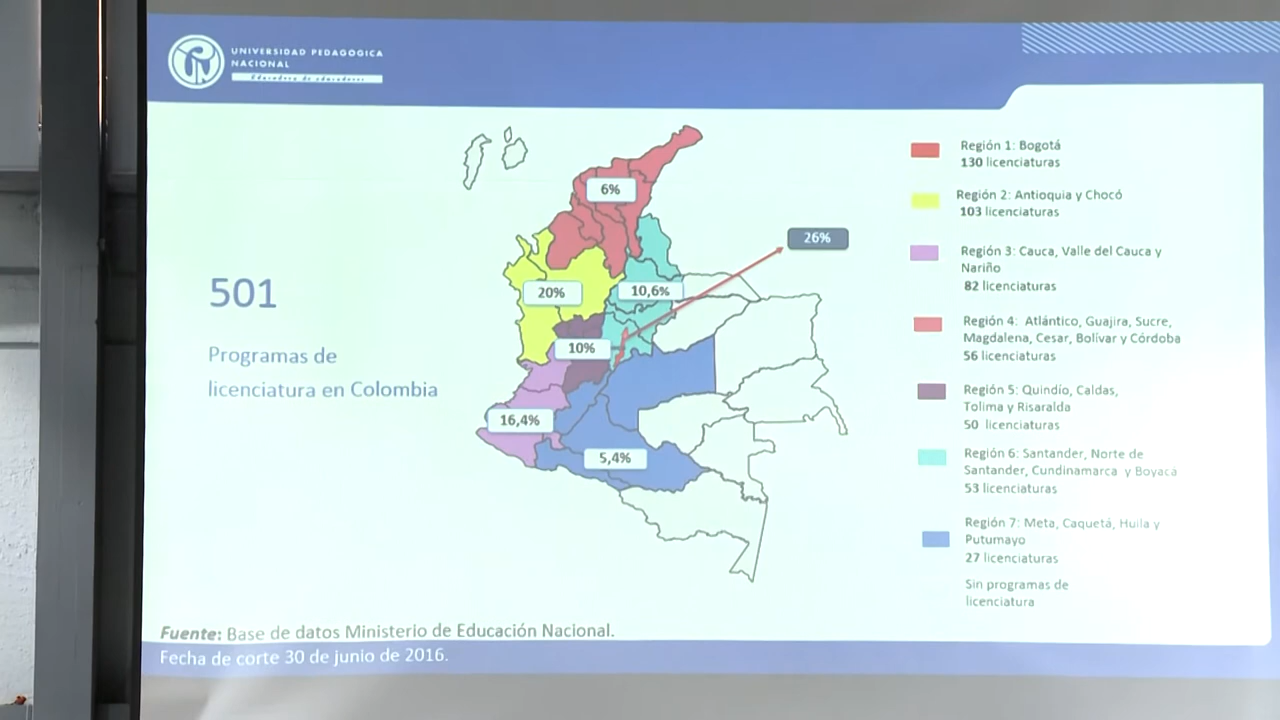 UNIVERSIDAD PEDAGOGICA
NACIONAL
Educadora de educadores
501
Programas de
licenciatura en Colombia
6%
26%
20%
10,6%
10%
16,4%
5,4%
Región 1: Bogotá
130 licenciaturas
Región 2: Antioquia y Chocó
103 licenciaturas
Región 3: Cauca, Valle del Cauca y
Nariño
82 licenciaturas
Región 4: Atlántico, Guajira, Sucre,
Magdalena, Cesar, Bolívar y Córdoba
56 licenciaturas
Región 5: Quindío, Caldas,
Tolima y Risaralda
50 licenciaturas
Región 6: Santander, Norte de
Santander, Cundinamarca y Boyacá
53 licenciaturas
Región 7: Meta, Caquetá, Huila y
Putumayo
27 licenciaturas
Sin programas de
licenciatura
Fuente: Base de datos Ministerio de Educación Nacional.
Fecha de corte 30 de junio de 2016.